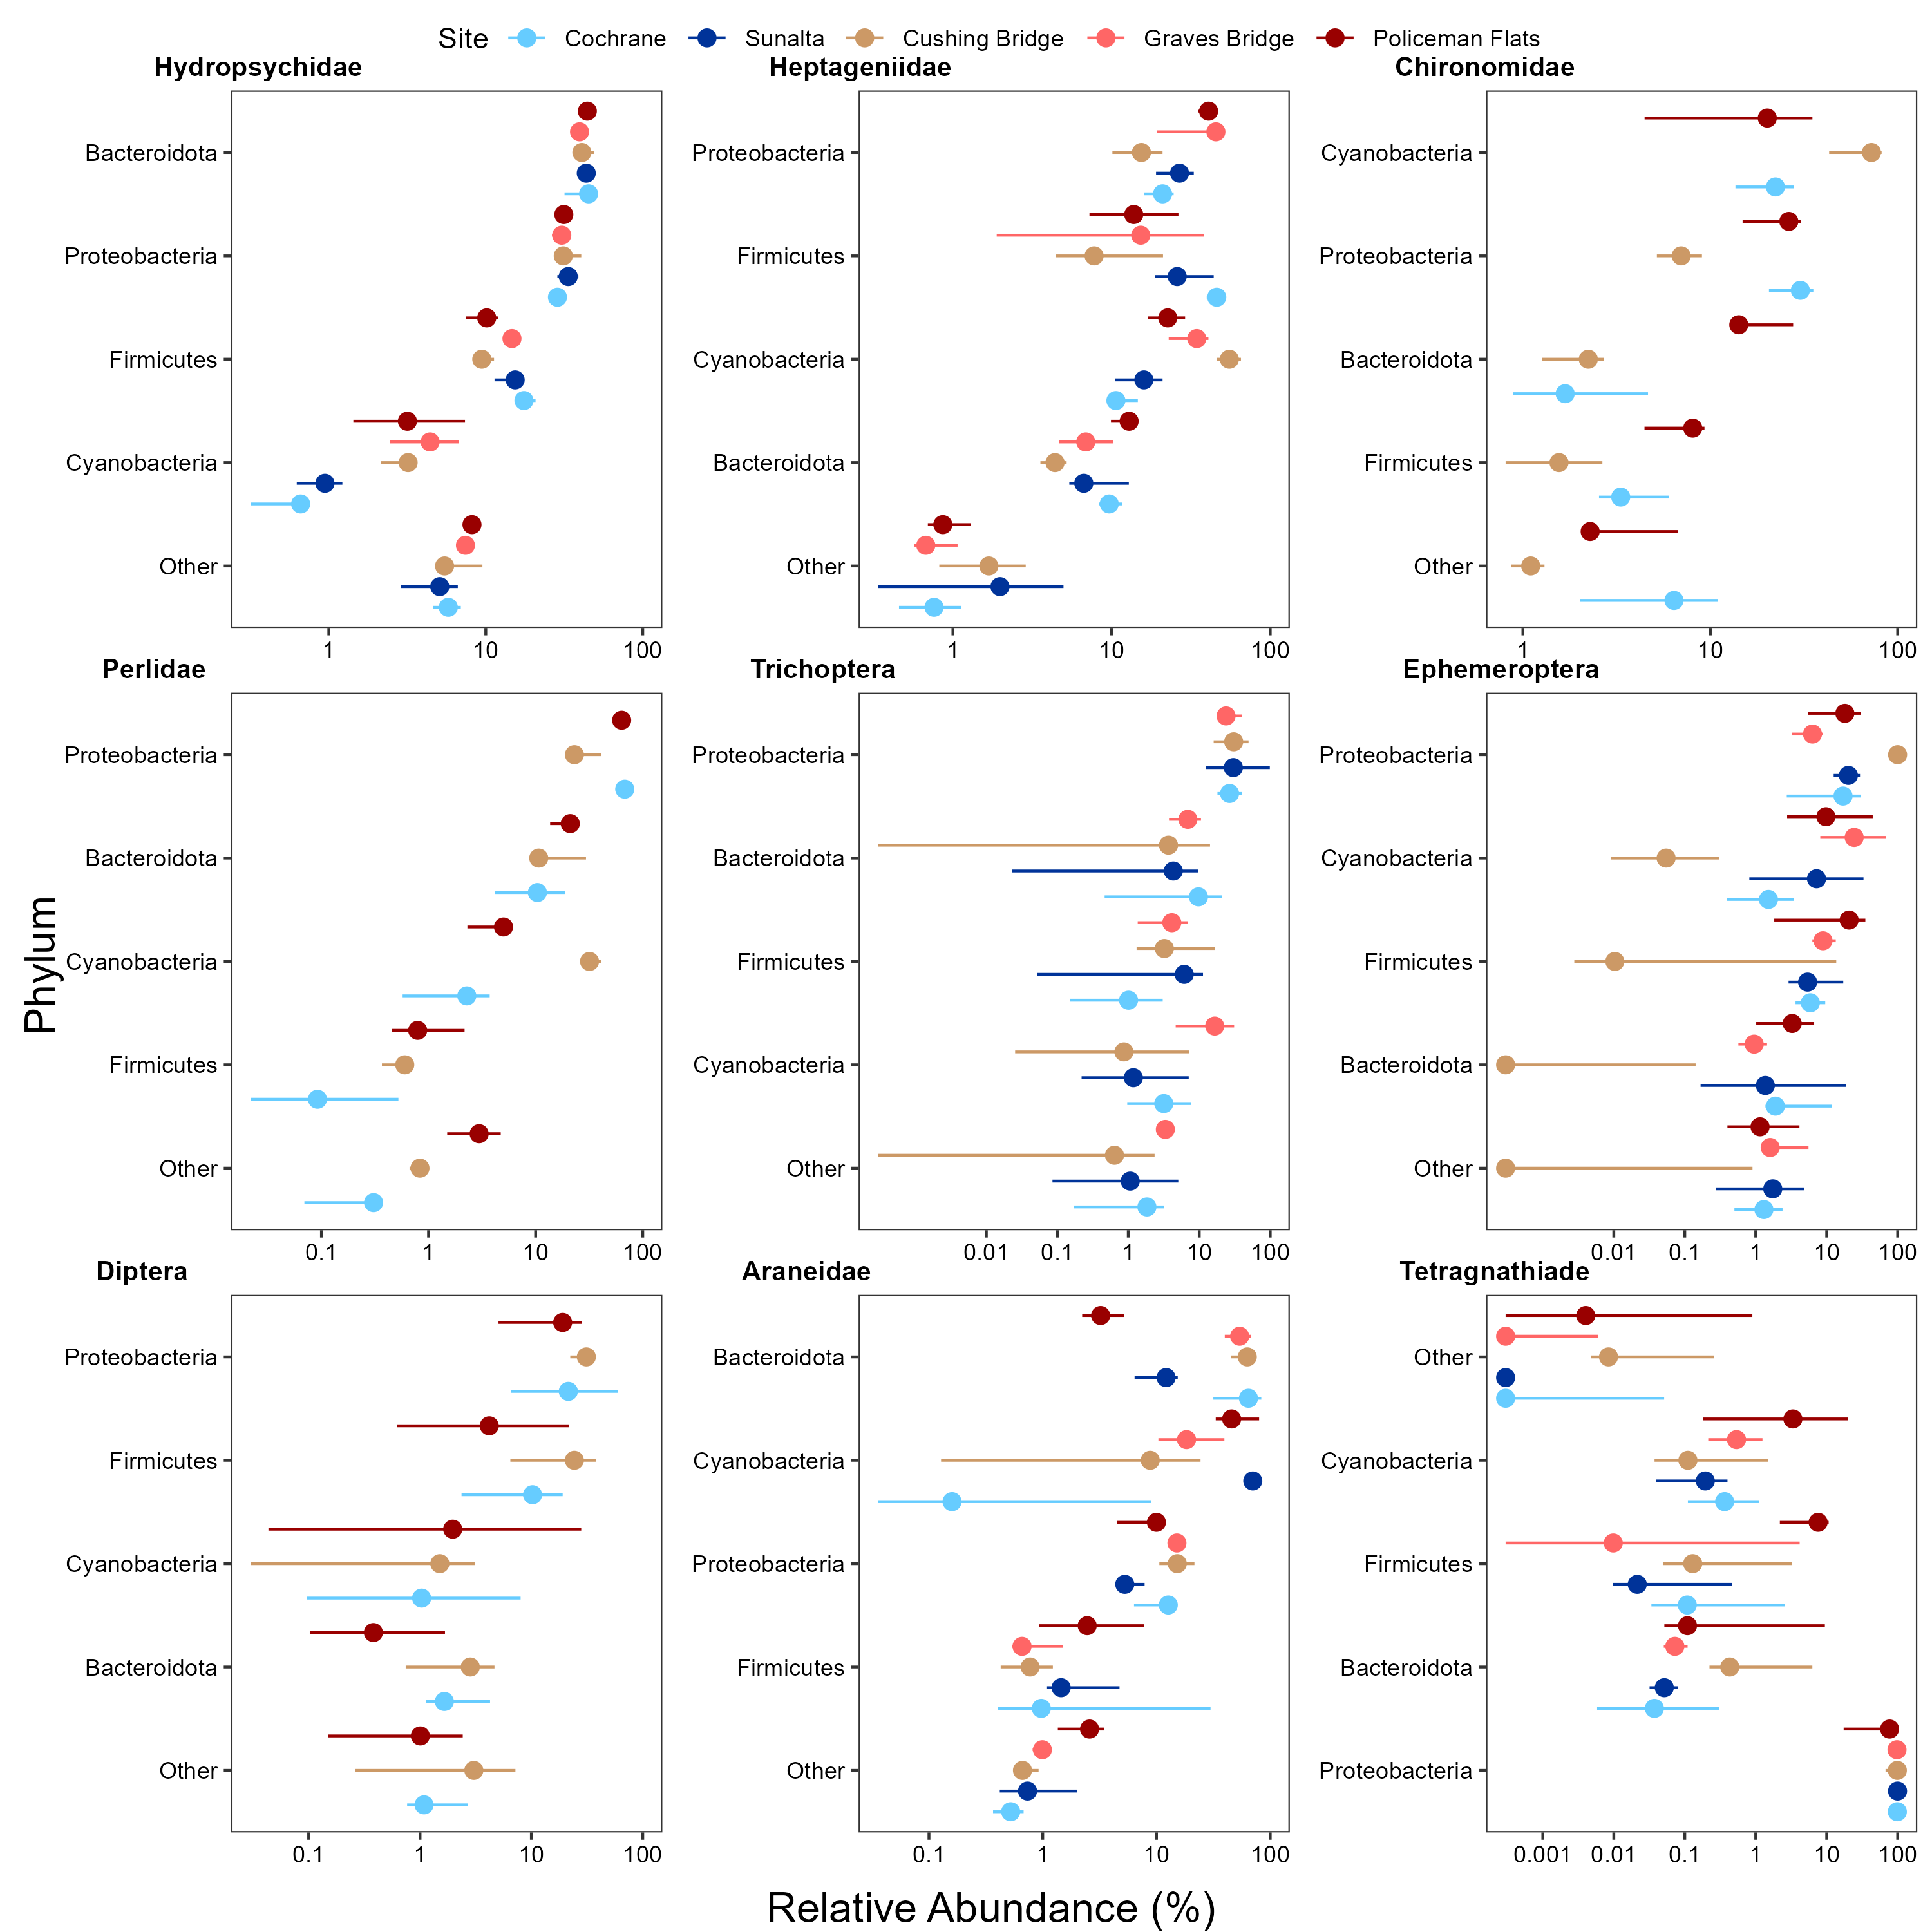 Site Cochrane Sunalta Cushing Bridge Graves Bridge Policeman Flats
Hydropsychidae Heptageniidae Chironomidae
Bacteroidota
Proteobacteria
Firmicutes
Cyanobacteria
Other
1 10 100
Proteobacteria
Firmicutes
Cyanobacteria
Bacteroidota
Other
1 10 100
Cyanobacteria
Proteobacteria
Bacteroidota
Firmicutes
Other
1 10 100
Perlidae Trichoptera Ephemeroptera
Proteobacteria
Bacteroidota
Cyanobacteria
Firmicutes
Other
0.1 1 10 100
Proteobacteria
Bacteroidota
Firmicutes
Cyanobacteria
Other
0.01 0.1 1 10 100
Proteobacteria
Cyanobacteria
Firmicutes
Bacteroidota
Other
0.01 0.1 1 10 100
Diptera Araneidae Tetragnathiade
Proteobacteria
Firmicutes
Cyanobacteria
Bacteroidota
Other
0.1 1 10 100
Bacteroidota
Cyanobacteria
Proteobacteria
Firmicutes
Other
0.1 1 10 100
Other
Cyanobacteria
Firmicutes
Bacteroidota
Proteobacteria
0.001 0.01 0.1 1 10 100
Phylum
Relative Abundance (%)